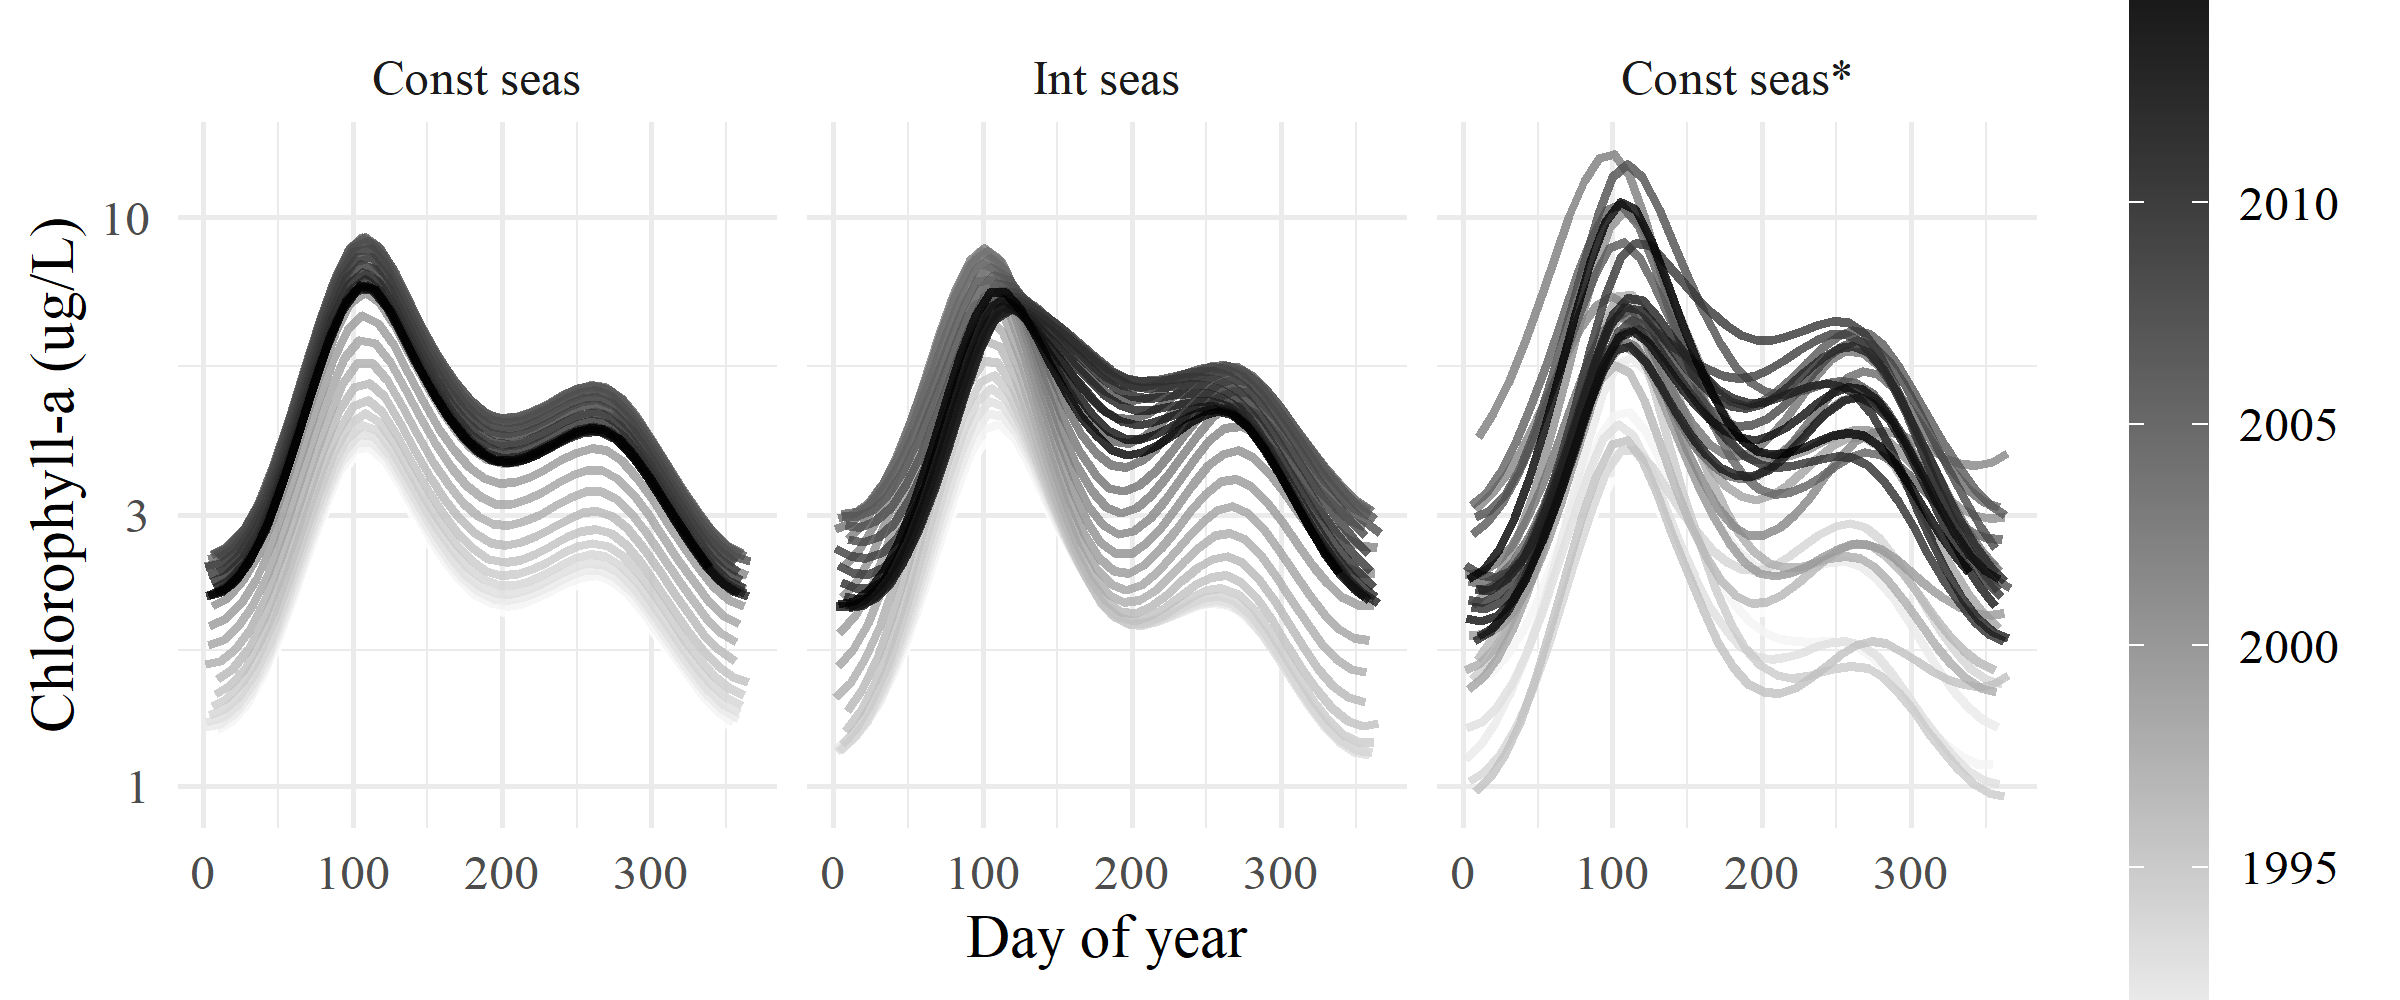 Const seas
Int seas
Const seas*
Chlorophyll-a (ug/L)
10
3
1
0 100 200 300
0 100 200 300
0 100 200 300
Day of year
2010
2005
2000
1995